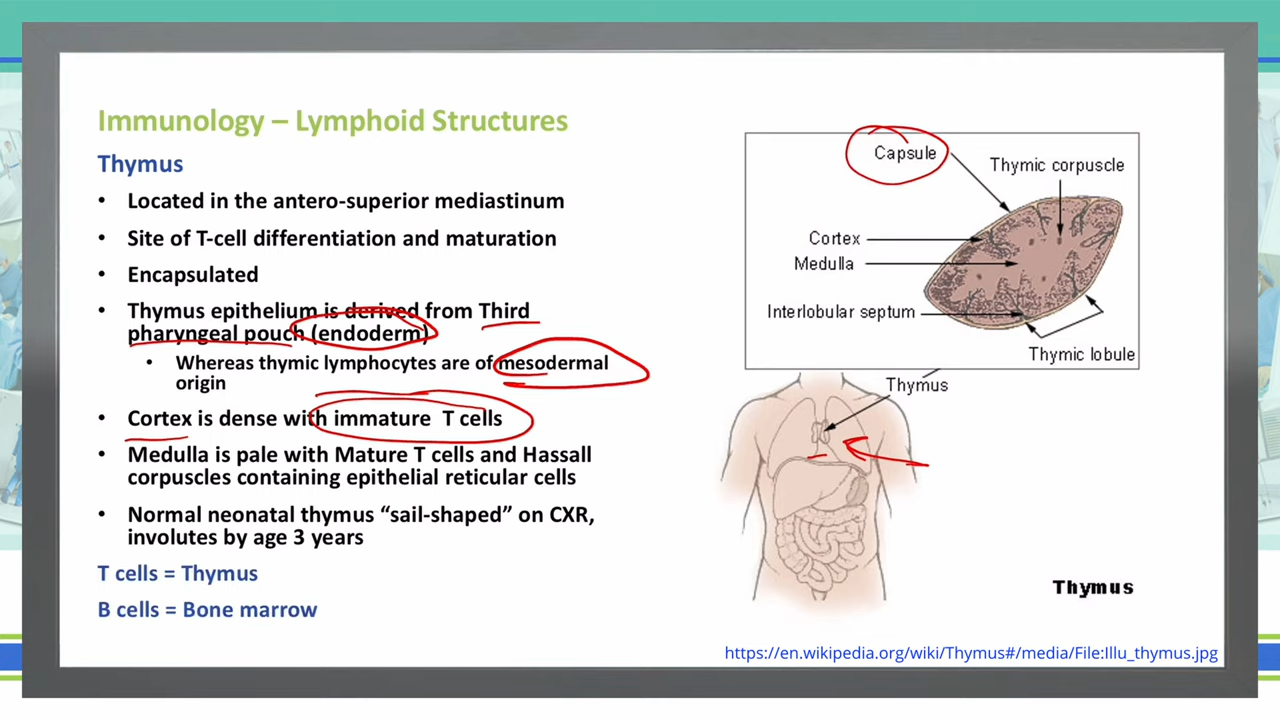 Immunology – Lymphoid Structures
Thymus
• Located in the antero-superior mediastinum
• Site of T-cell differentiation and maturation
• Encapsulated
• Thymus epithelium is derived from Third
pharyngeal pouch (endoderm)
• Whereas thymic lymphocytes are of mesodermal
origin
• Cortex is dense with immature T cells
• Medulla is pale with Mature T cells and Hassall
corpuscles containing epithelial reticular cells
• Normal neonatal thymus “sail-shaped” on CXR,
involutes by age 3 years
T cells = Thymus
B cells = Bone marrow
Capsule
Thymic corpuscle
Cortex
Medulla
Interlobular septum
Thymic lobule
Thymus
Thymus
https://en.wikipedia.org/wiki/Thymus#/media/File:Illu_thymus.jpg